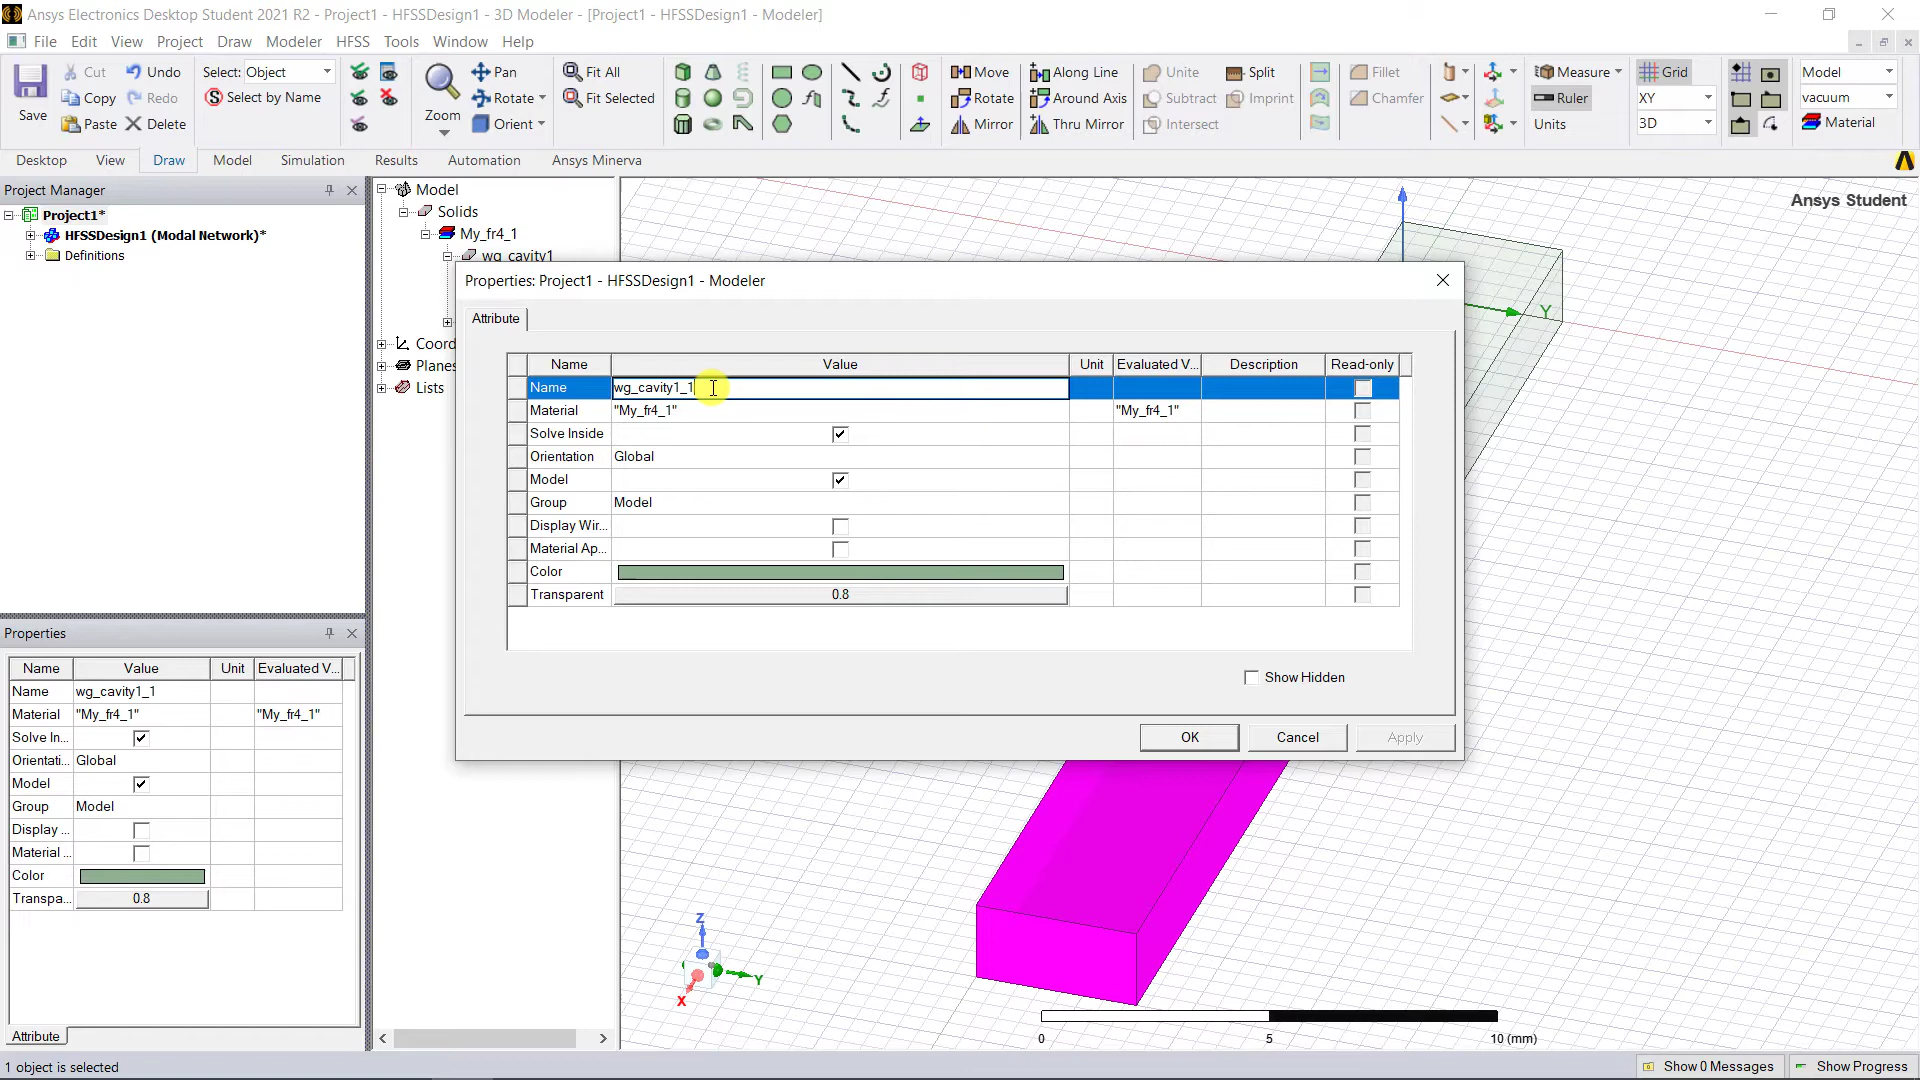 Ansys Electronics Desktop Student 2021 R2 - Project1 - HFSSDesign1 - 3D Modeler - [Project1 - HFSSDesign1 - Modeler]
File Edit View Project Draw Modeler HFSS Tools Window Help
Save
Cut Undo
Copy Redo
Paste Delete
Select: Object
Select by Name
Zoom
Pan
Rotate
Orient
Fit All
Fit Selected
Move Along Line
Rotate Around Axis
Mirror Thru Mirror
Unite Split
Subtract Imprint
Intersect
Fillet
Chamfer
Measure Grid
Ruler XY
Units 3D
Model
vacuum
Material
Desktop View Draw Model Simulation Results Automation Ansys Minerva
Project Manager
Project1*
HFSSDesign1 (Modal Network)*
Definitions
Model
Solids
My_fr4_1
wg_cavity1
Coord
Planes
Lists
Ansys Student
Y
Properties: Project1 - HFSSDesign1 - Modeler
Attribute
Name Value Unit Evaluated V... Description Read-only
Name wg_cavity1_1
Material "My_fr4_1" "My_fr4_1"
Solve Inside
Orientation Global
Model
Group Model
Display Wir...
Material Ap...
Color
Transparent 0.8
Show Hidden
OK Cancel Apply
Properties
Name Value Unit Evaluated V...
Name wg_cavity1_1
Material "My_fr4_1" "My_fr4_1"
Solve In...
Orientati... Global
Model
Group Model
Display ...
Material ...
Color
Transpa... 0.8
Attribute
Z
Y
X
0 5 10 (mm)
1 object is selected
Show 0 Messages Show Progress